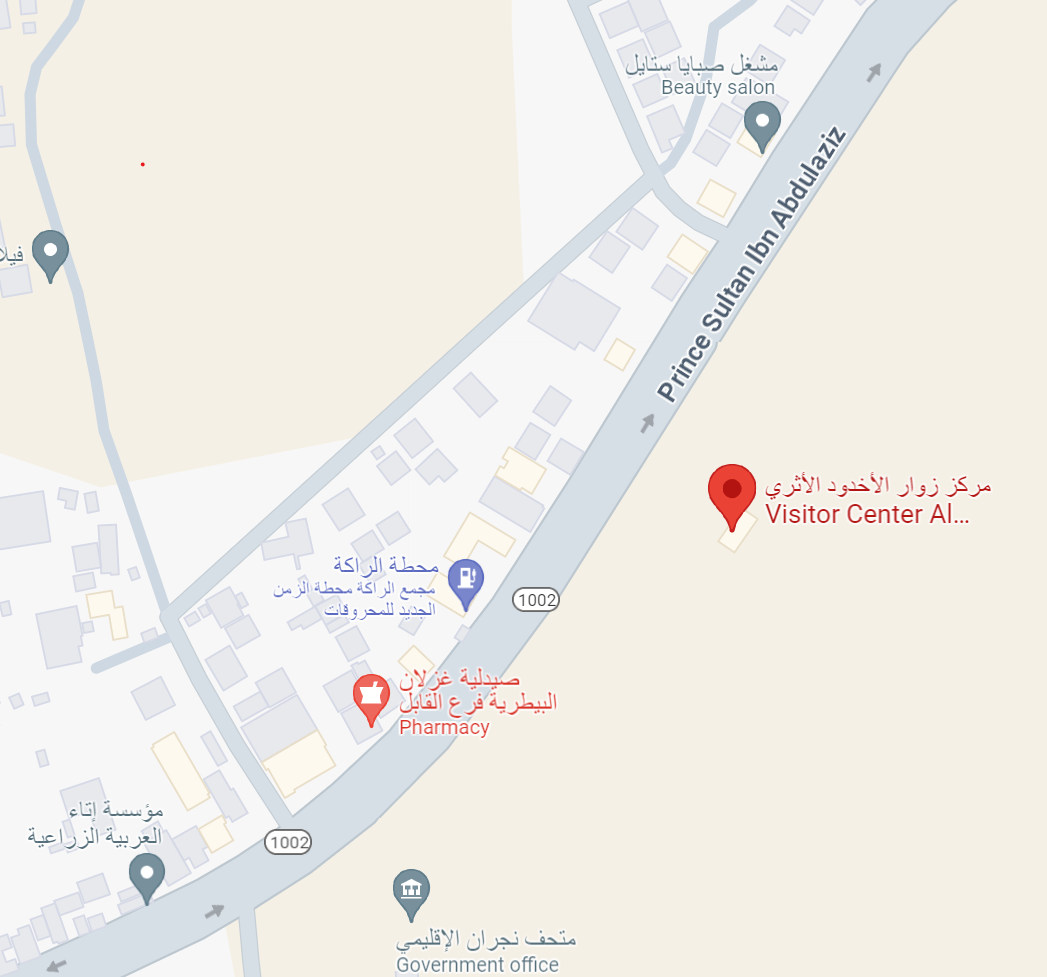 مشغل صبايا ستايل
Beauty salon
Prince Sultan Ibn Abdulaziz
مركز زوار الأخدود الأثري
Visitor Center Al...
محطة الراكة
مجمع الراكة محطة الزمن
الجديد للمحروقات
1002
صيدلية غزلان
البيطرية فرع القابل
Pharmacy
مؤسسة إتاء
العربية الزراعية
1002
متحف نجران الإقليمي
Government office